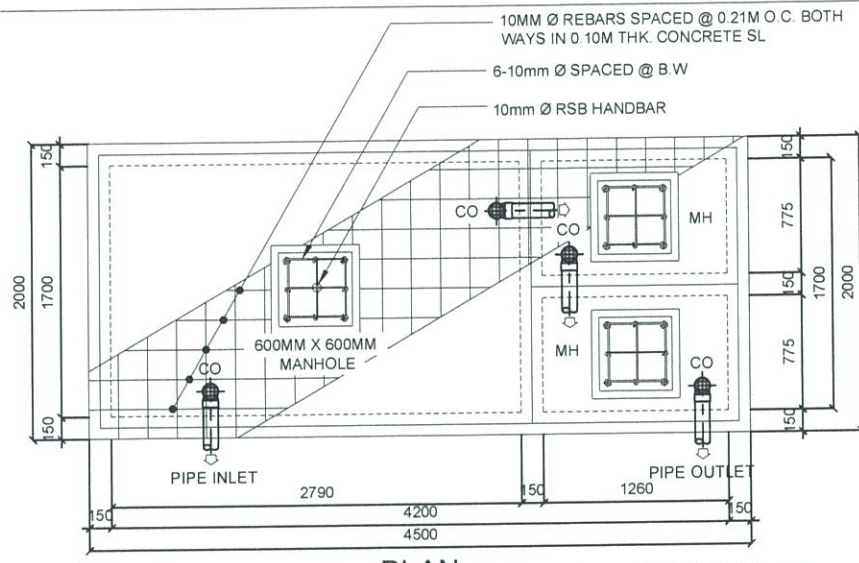 10MM Ø REBARS SPACED @ 0.21M O.C. BOTH
WAYS IN 0.10M THK. CONCRETE SL
6-10mm Ø SPACED @ B.W
10mm Ø RSB HANDBAR
150
1700
150
2000
CO
CO
MH
600MM X 600MM
MANHOLE
CO
MH
CO
150
775
150
775
150
1700
2000
PIPE INLET
PIPE OUTLET
2790
150
1260
150
4200
150
4500